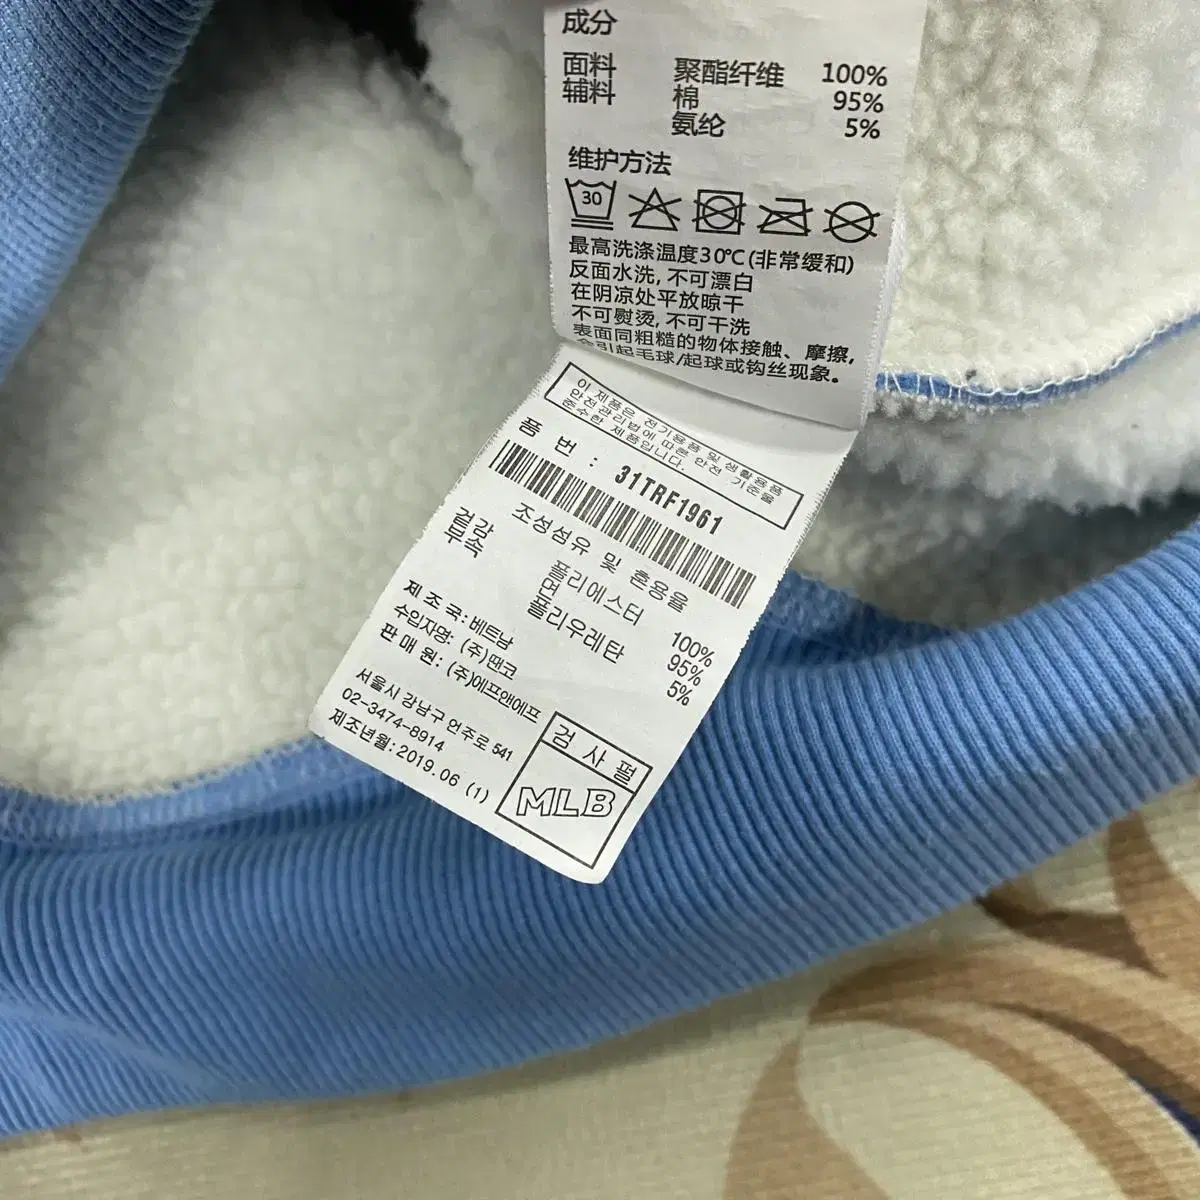 成分
面料 聚酯纤维 100%
辅料 棉 95%
氨纶 5%
维护方法
30
最高洗涤温度30℃(非常缓和)
反面水洗, 不可漂白
在阴凉处平放晾干
不可熨烫, 不可干洗
表面同粗糙的物体接触、摩擦,
会引起毛球/起球或钩丝现象。
이 제품은 전기용품 및 생활용품
안전관리법에 따른 안전 기준을
준수한 제품입니다.
품 번 : 31TRF1961
조성섬유 및 혼용율
겉감 폴리에스터 100%
부속 면 95%
폴리우레탄 5%
제 조 국: 베트남
수입자명: (주)땐코
판 매 원: (주)에프앤에프
서울시 강남구 언주로 541
02-3474-8914
제조년월: 2019.06 (1)
검 사 필
MLB